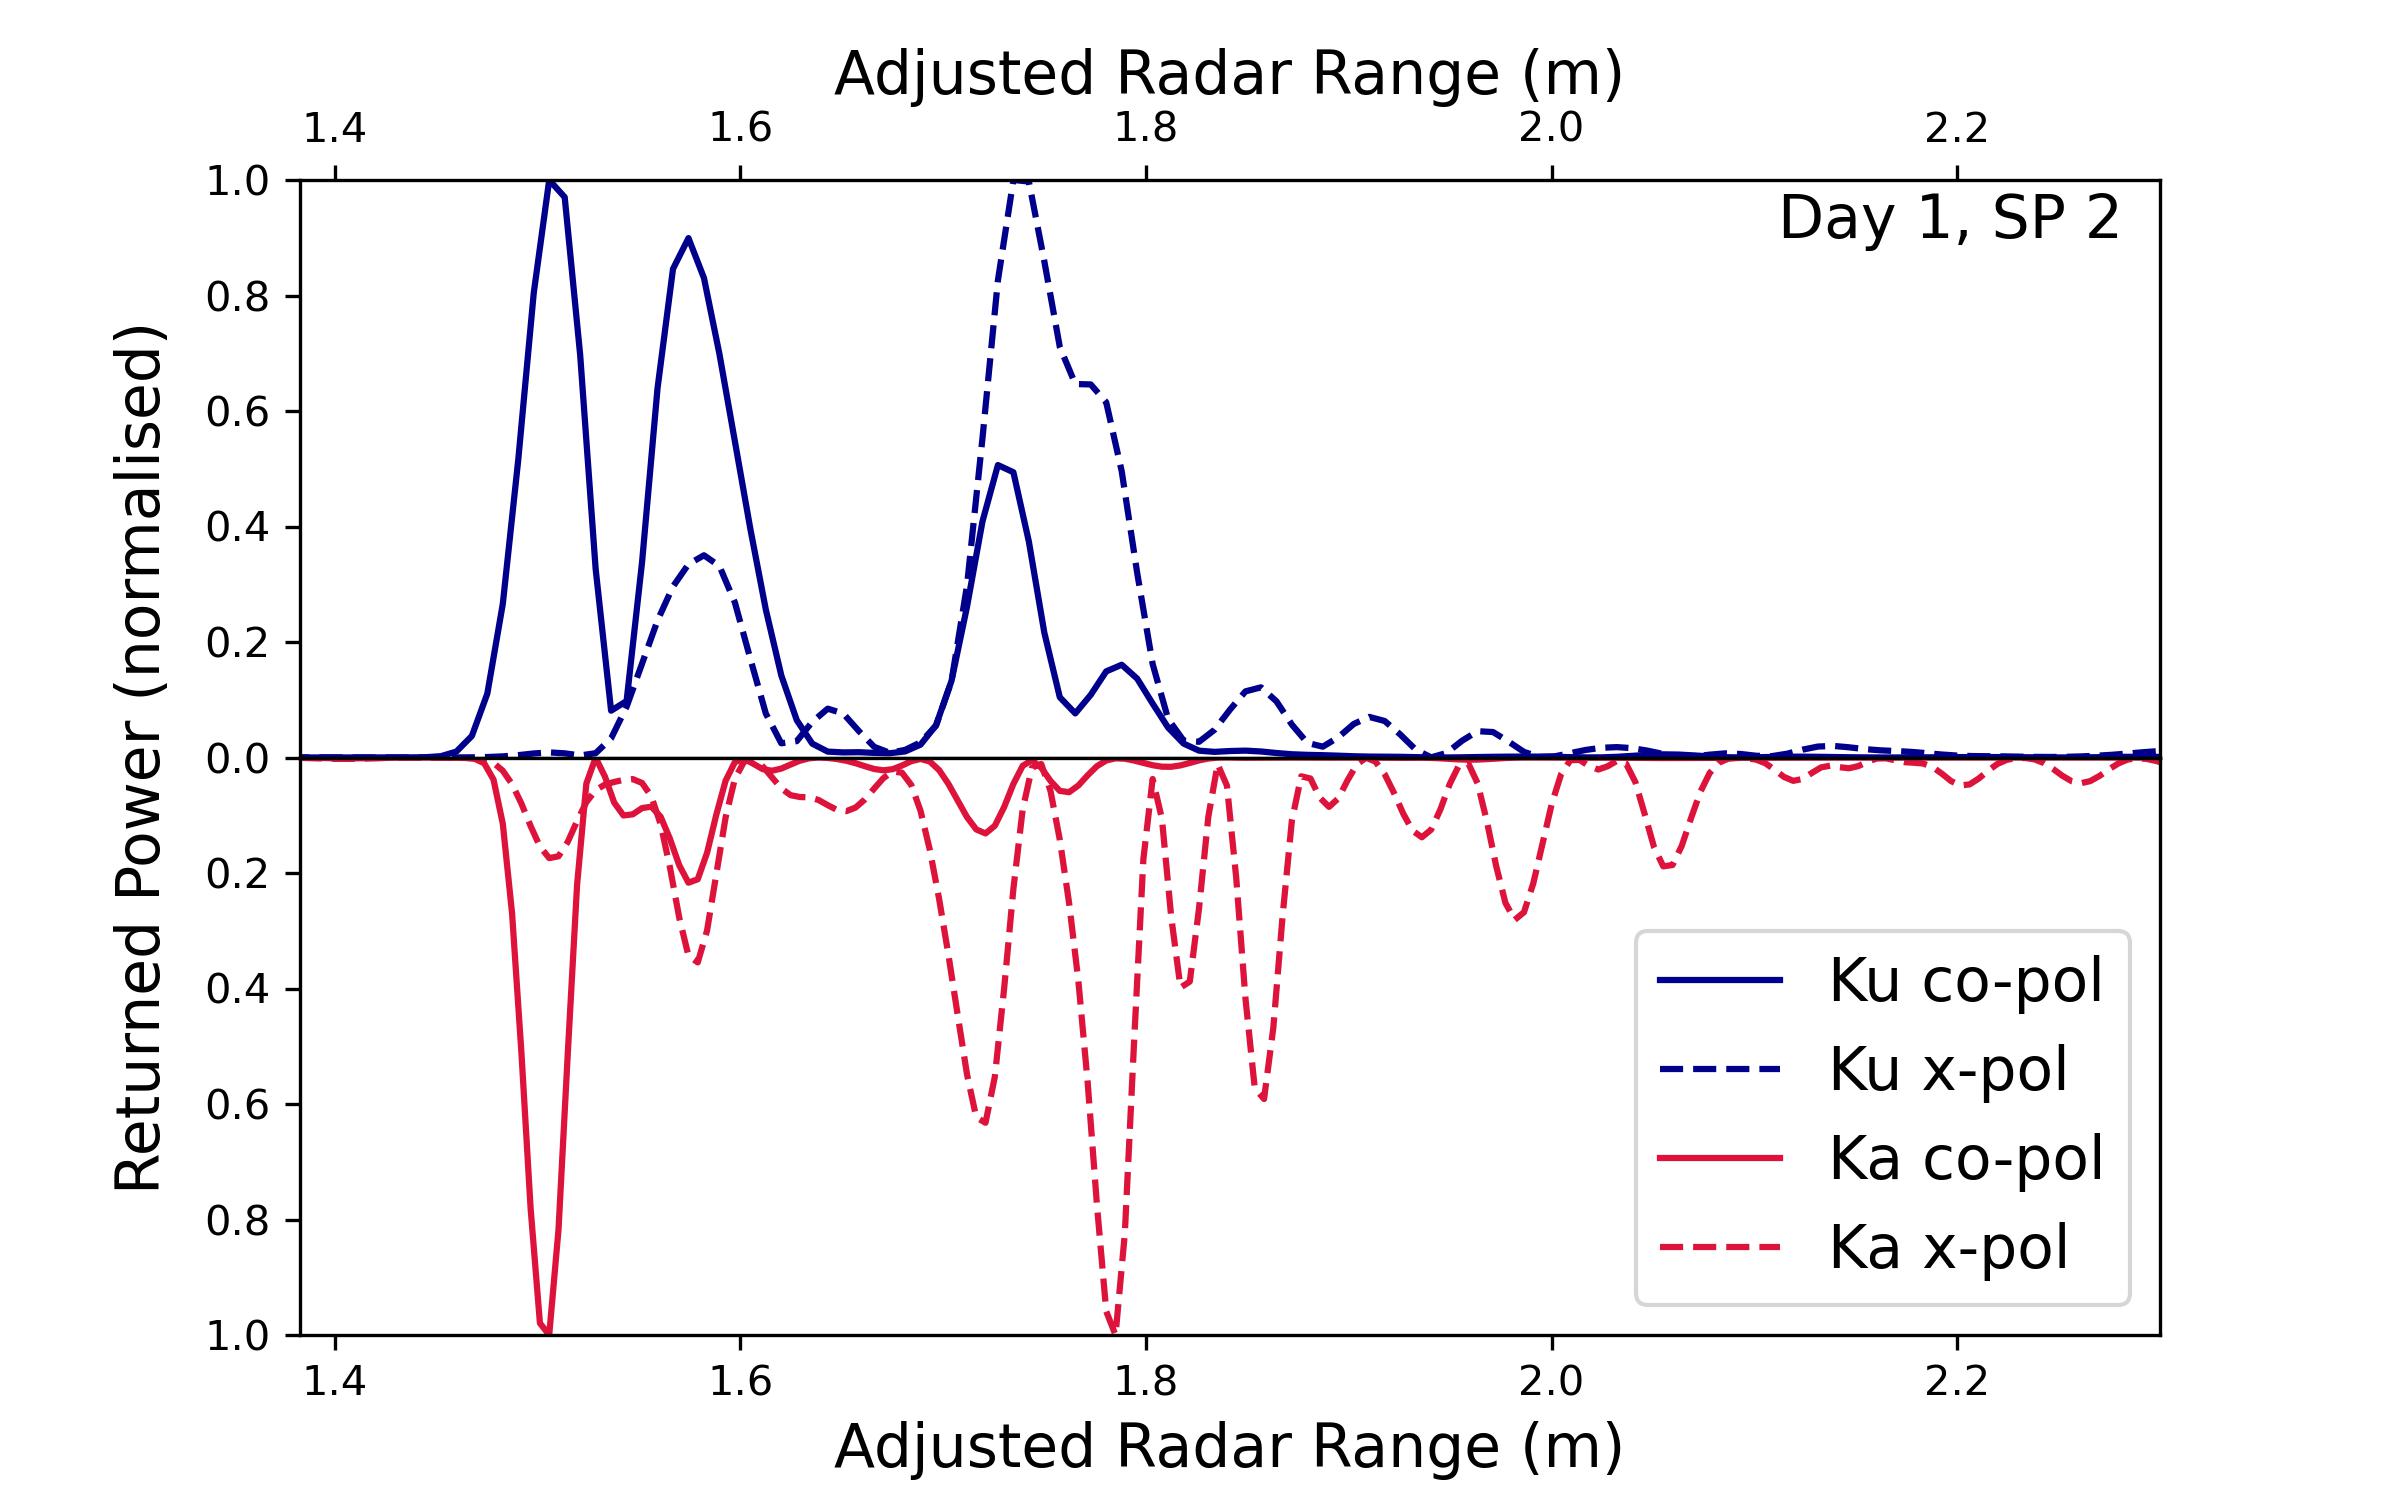 Adjusted Radar Range (m)
1.4 1.6 1.8 2.0 2.2
Day 1, SP 2
Returned Power (normalised)
1.0
0.8
0.6
0.4
0.2
0.0
0.2
0.4
0.6
0.8
1.0
Ku co-pol
Ku x-pol
Ka co-pol
Ka x-pol
1.4 1.6 1.8 2.0 2.2
Adjusted Radar Range (m)